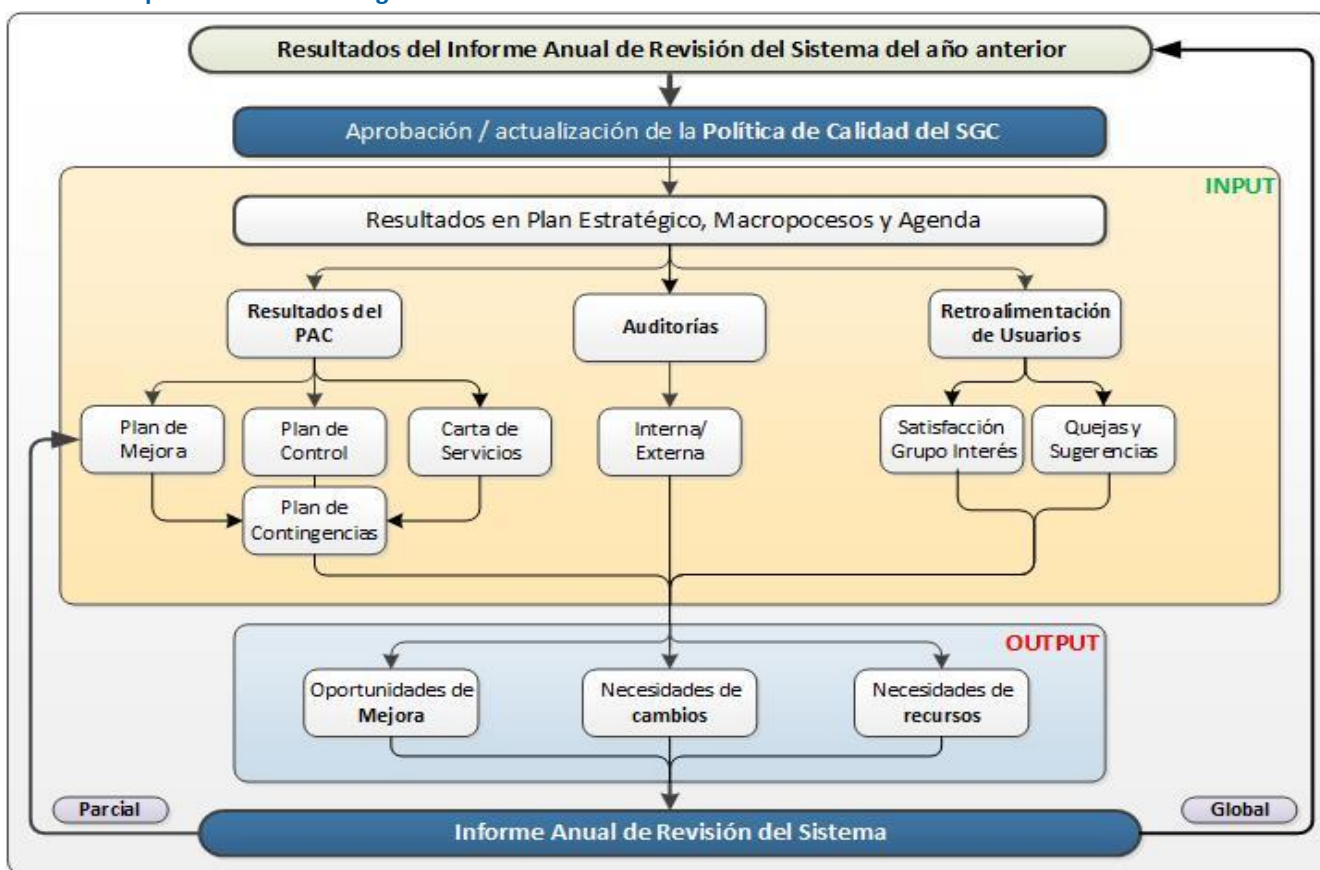 Resultados del Informe Anual de Revisión del Sistema del año anterior
Aprobación / actualización de la Política de Calidad del SGC
INPUT
Resultados en Plan Estratégico, Macropocesos y Agenda
Resultados del
PAC
Auditorías
Retroalimentación
de Usuarios
Plan de
Mejora
Plan de
Control
Carta de
Servicios
Interna/
Externa
Satisfacción
Grupo Interés
Quejas y
Sugerencias
Plan de
Contingencias
OUTPUT
Oportunidades de
Mejora
Necesidades de
cambios
Necesidades de
recursos
Parcial
Global
Informe Anual de Revisión del Sistema